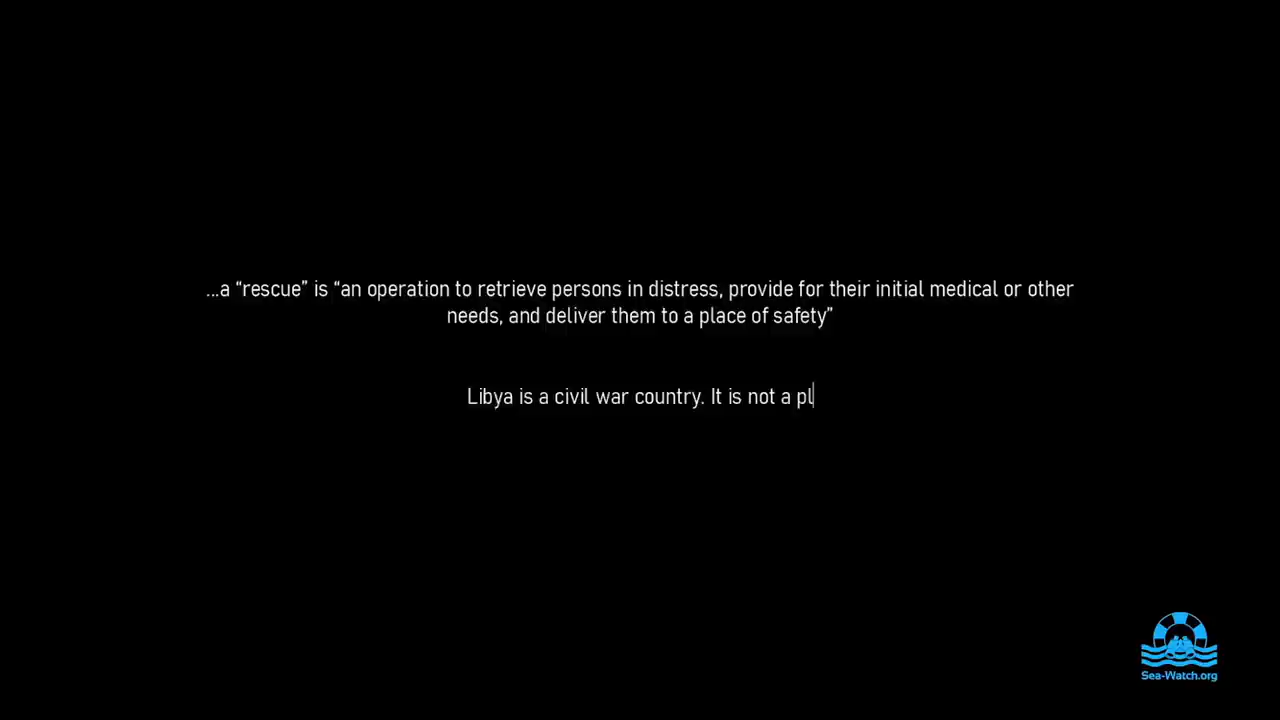 ...a “rescue” is “an operation to retrieve persons in distress, provide for their initial medical or other
needs, and deliver them to a place of safety”
Libya is a civil war country. It is not a pl
Sea-Watch.org